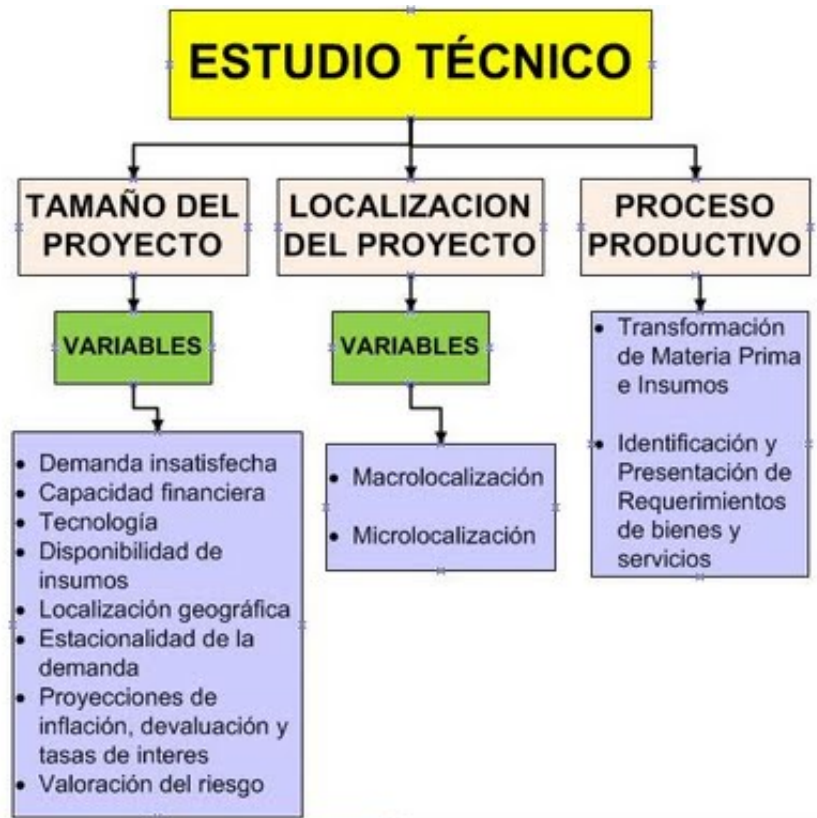 ESTUDIO TÉCNICO
TAMAÑO DEL
PROYECTO
LOCALIZACION
DEL PROYECTO
PROCESO
PRODUCTIVO
VARIABLES
VARIABLES
• Transformación
de Materia Prima
e Insumos
• Identificación y
Presentación de
Requerimientos
de bienes y
servicios
• Demanda insatisfecha
• Capacidad financiera
• Tecnología
• Disponibilidad de
insumos
• Localización geográfica
• Estacionalidad de la
demanda
• Proyecciones de
inflación, devaluación y
tasas de interes
• Valoración del riesgo
• Macrolocalización
• Microlocalización